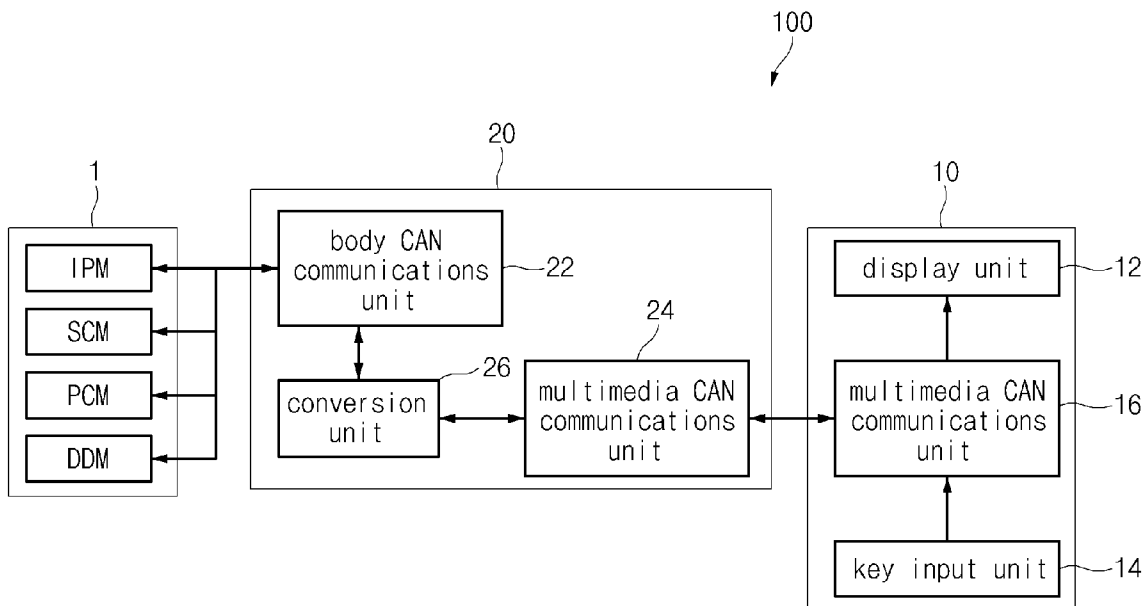 100
20
1
10
IPM
SCM
PCM
DDM
body CAN
communications
unit
22
24
26
conversion
unit
multimedia CAN
communications
unit
display unit
12
multimedia CAN
communications
unit
16
key input unit
14